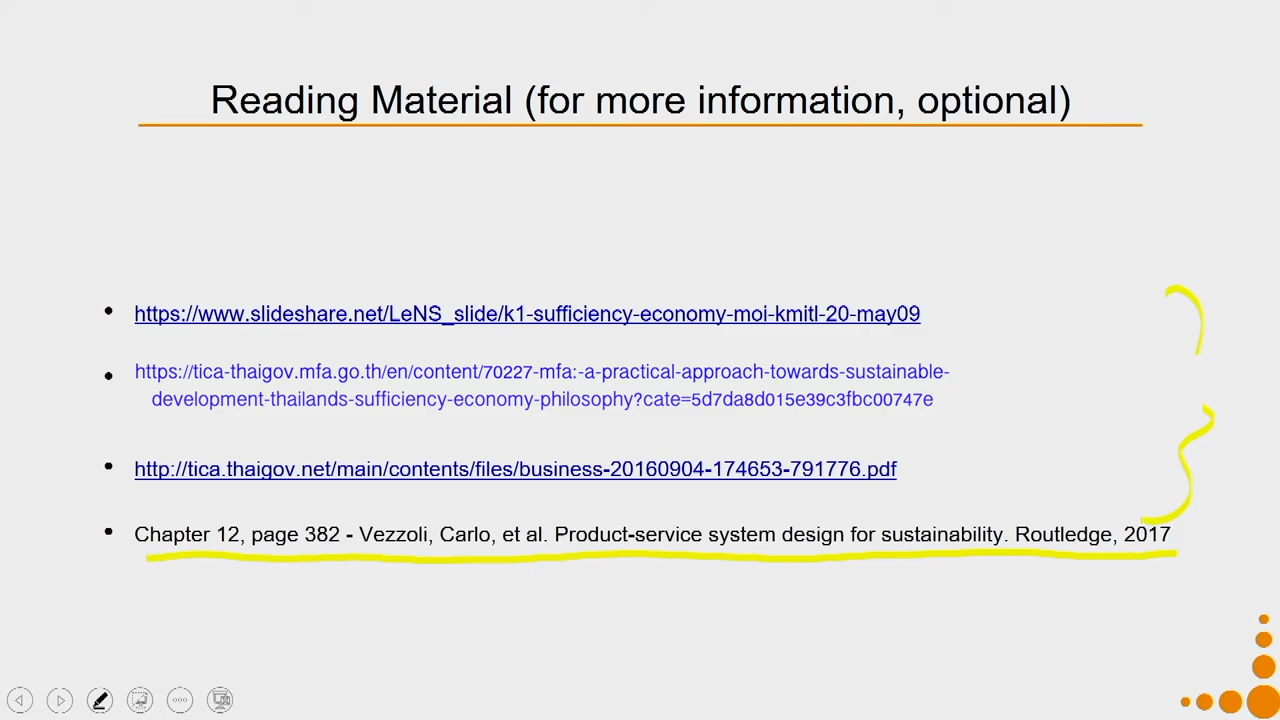 Reading Material (for more information, optional)
• https://www.slideshare.net/LeNS_slide/k1-sufficiency-economy-moi-kmitl-20-may09
• https://tica-thaigov.mfa.go.th/en/content/70227-mfa:-a-practical-approach-towards-sustainable-
development-thailands-sufficiency-economy-philosophy?cate=5d7da8d015e39c3fbc00747e
• http://tica.thaigov.net/main/contents/files/business-20160904-174653-791776.pdf
• Chapter 12, page 382 - Vezzoli, Carlo, et al. Product-service system design for sustainability. Routledge, 2017